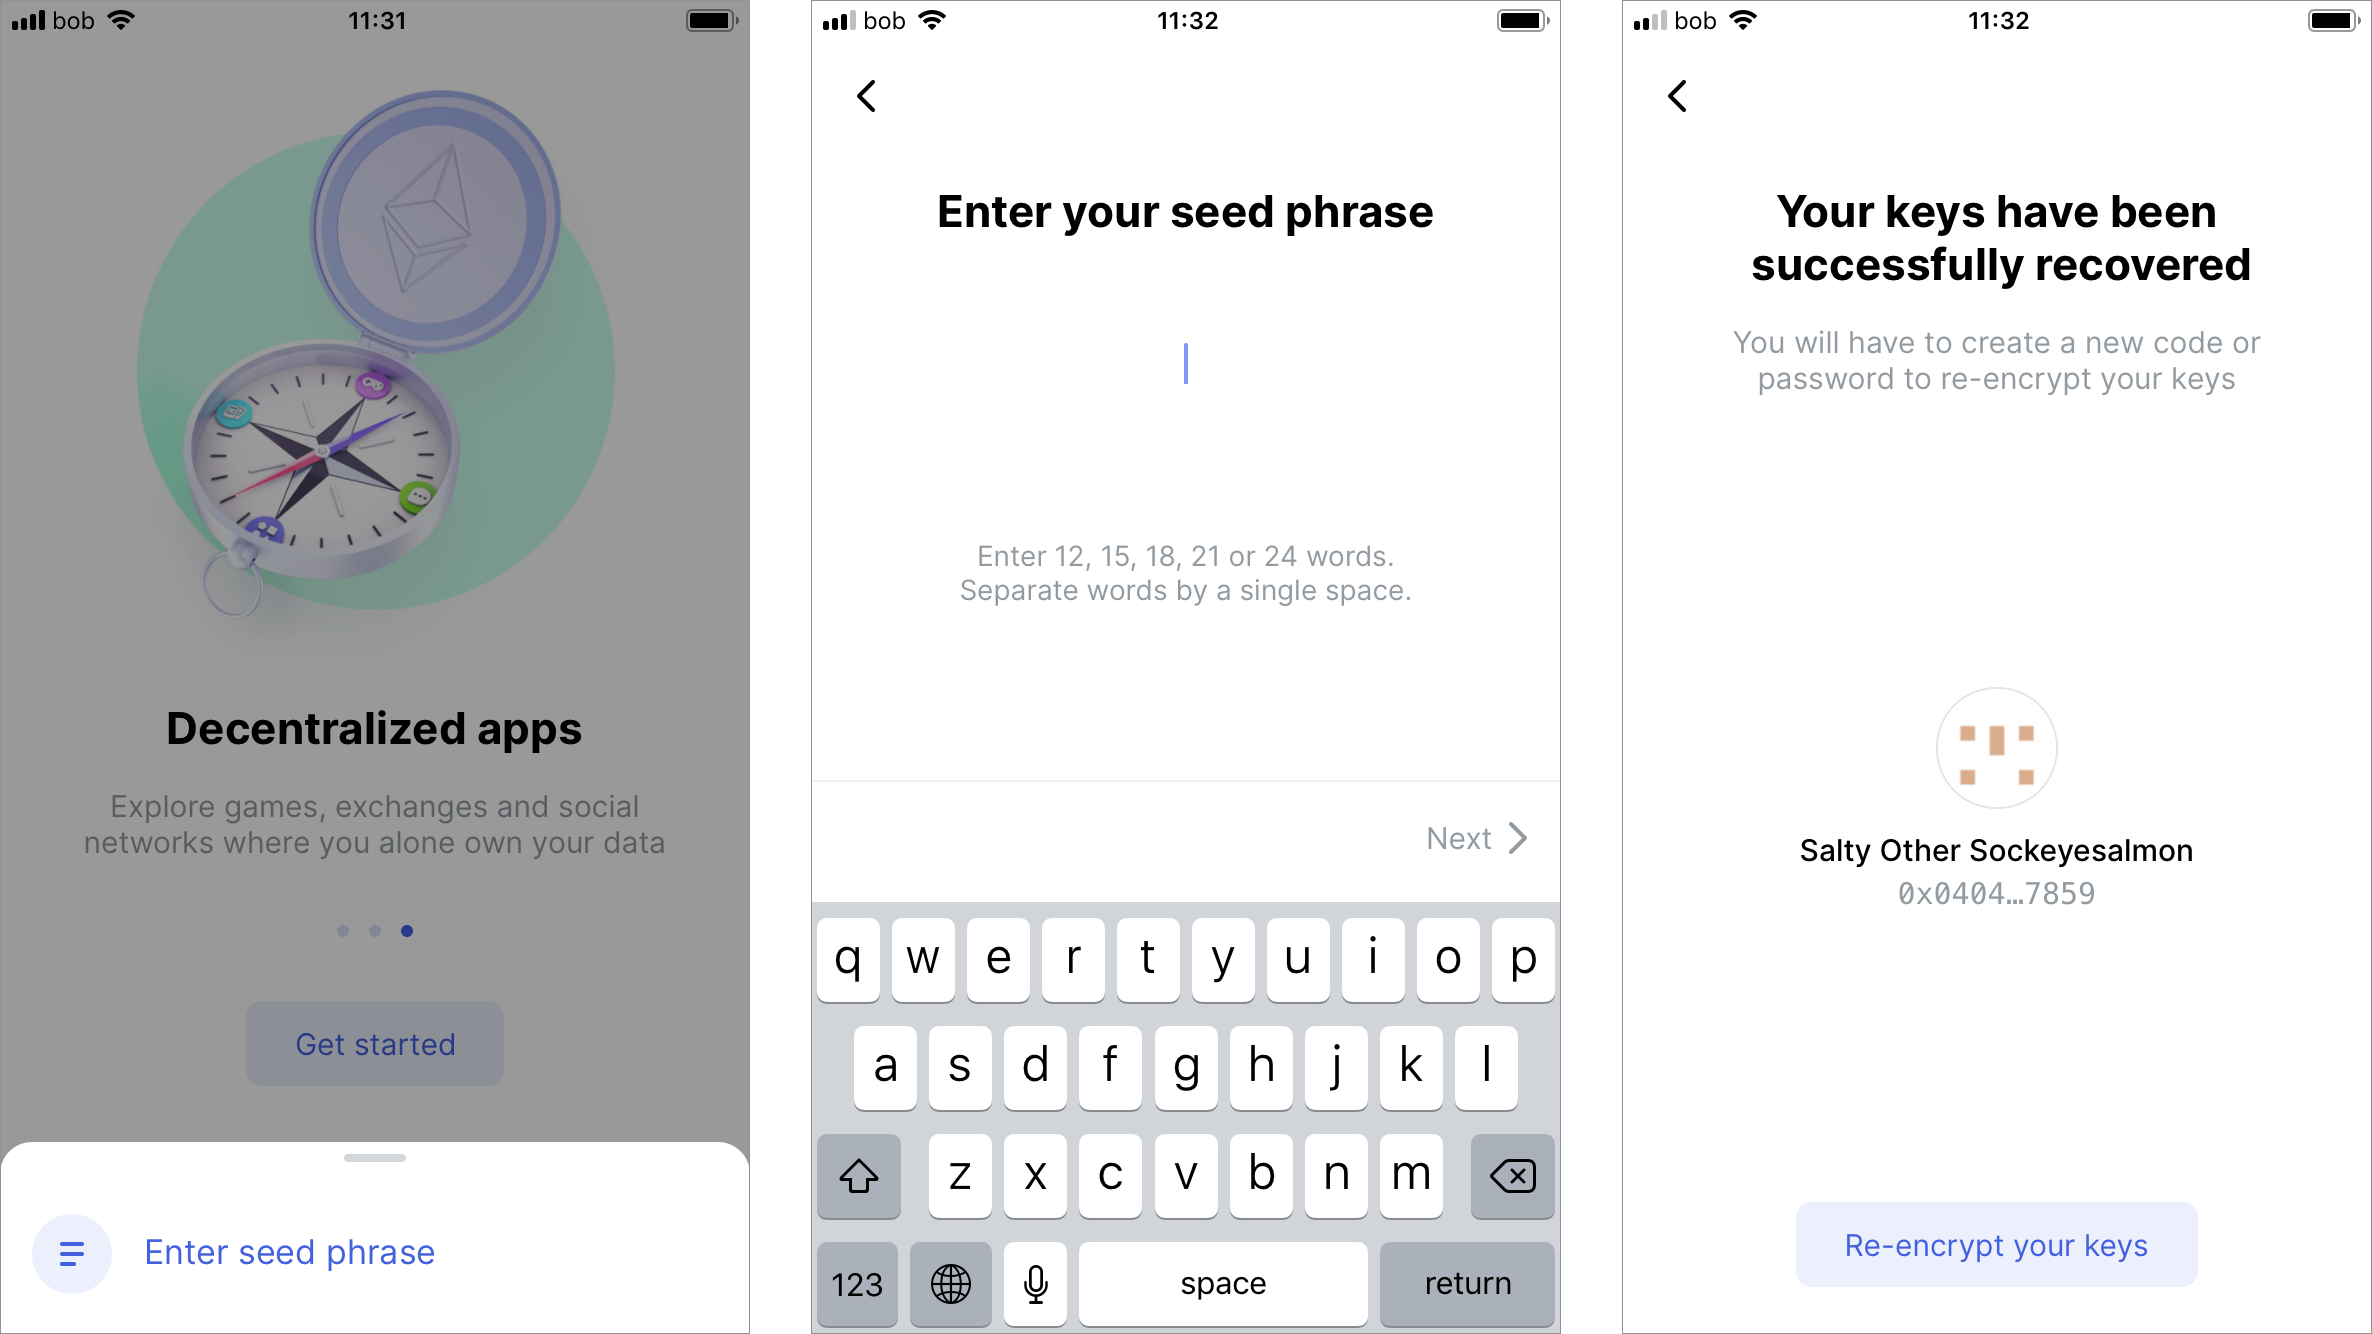 bob
11:31
Decentralized apps
Explore games, exchanges and social
networks where you alone own your data
Get started
Enter seed phrase
bob
11:32
Enter your seed phrase
Enter 12, 15, 18, 21 or 24 words.
Separate words by a single space.
Next
q w e r t y u i o p
a s d f g h j k l
z x c v b n m
123 space return
bob
11:32
Your keys have been
successfully recovered
You will have to create a new code or
password to re-encrypt your keys
Salty Other Sockeyesalmon
0x0404…7859
Re-encrypt your keys